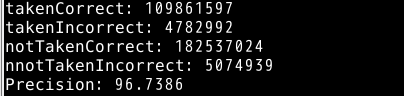 takenCorrect: 109861597
takenIncorrect: 4782992
notTakenCorrect: 182537024
nnotTakenIncorrect: 5074939
Precision: 96.7386